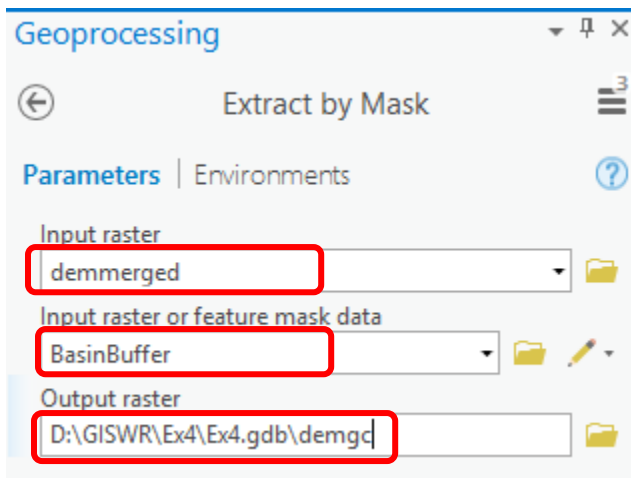 Geoprocessing
Extract by Mask
3
Parameters | Environments
Input raster
demmerged
Input raster or feature mask data
BasinBuffer
Output raster
D:\GISWR\Ex4\Ex4.gdb\demgc